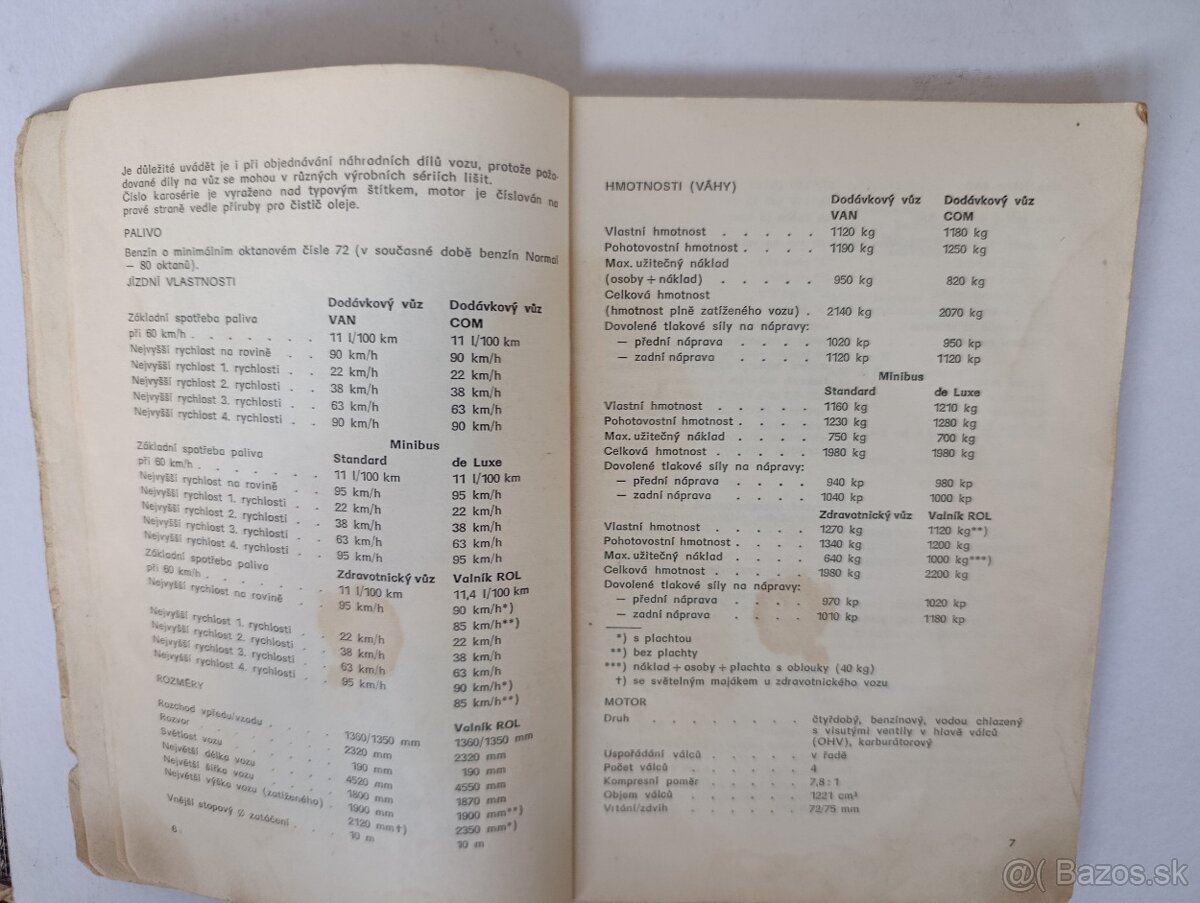 Je důležité uvádět je i při objednávání náhradních dílů vozu, protože požo-
dované díly na vůz se mohou v různých výrobních sériích lišit.
Číslo karosérie je vyraženo nad typovým štítkem, motor je číslován na
pravé straně vedle příruby pro čistič oleje.
PALIVO
Benzín o minimálním oktanovém čísle 72 (v současné době benzín Normal
– 80 oktanů).
JÍZDNÍ VLASTNOSTI
Dodávkový vůz Dodávkový vůz
VAN COM
Základní spotřeba paliva
při 60 km/h . . . . . . 11 l/100 km 11 l/100 km
Nejvyšší rychlost na rovině . . 90 km/h 90 km/h
Nejvyšší rychlost 1. rychlosti . . 22 km/h 22 km/h
Nejvyšší rychlost 2. rychlosti . . 38 km/h 38 km/h
Nejvyšší rychlost 3. rychlosti . . 63 km/h 63 km/h
Nejvyšší rychlost 4. rychlosti . . 90 km/h 90 km/h
Minibus
Standard de Luxe
Základní spotřeba paliva
při 60 km/h . . . . . . 11 l/100 km 11 l/100 km
Nejvyšší rychlost na rovině . . 95 km/h 95 km/h
Nejvyšší rychlost 1. rychlosti . . 22 km/h 22 km/h
Nejvyšší rychlost 2. rychlosti . . 38 km/h 38 km/h
Nejvyšší rychlost 3. rychlosti . . 63 km/h 63 km/h
Nejvyšší rychlost 4. rychlosti . . 95 km/h 95 km/h
Zdravotnický vůz Valník ROL
Základní spotřeba paliva
při 60 km/h . . . . . . 11 l/100 km 11,4 l/100 km
Nejvyšší rychlost na rovině . . 95 km/h 90 km/h*)
85 km/h**)
Nejvyšší rychlost 1. rychlosti . . 22 km/h 22 km/h
Nejvyšší rychlost 2. rychlosti . . 38 km/h 38 km/h
Nejvyšší rychlost 3. rychlosti . . 63 km/h 63 km/h
Nejvyšší rychlost 4. rychlosti . . 95 km/h 90 km/h*)
85 km/h**)
ROZMĚRY
Valník ROL
Rozchod vpředu/vzadu . . . 1360/1350 mm 1360/1350 mm
Rozvor . . . . . . 2320 mm 2320 mm
Světlost vozu . . . . . 190 mm 190 mm
Největší délka vozu . . . . 4520 mm 4550 mm
Největší šířka vozu . . . . 1800 mm 1870 mm
Největší výška vozu (zatíženého) . 1900 mm 1900 mm**)
2120 mm†) 2350 mm*)
Vnější stopový ∅ zatáčení . . . 10 m 10 m
6
HMOTNOSTI (VÁHY)
Dodávkový vůz Dodávkový vůz
VAN COM
Vlastní hmotnost . . . . . 1120 kg 1180 kg
Pohotovostní hmotnost . . . . 1190 kg 1250 kg
Max. užitečný náklad
(osoby + náklad) . . . . . 950 kg 820 kg
Celková hmotnost
(hmotnost plně zatíženého vozu) . 2140 kg 2070 kg
Dovolené tlakové síly na nápravy:
– přední náprava . . . . 1020 kp 950 kp
– zadní náprava . . . . 1120 kp 1120 kp
Minibus
Standard de Luxe
Vlastní hmotnost . . . . . 1160 kg 1210 kg
Pohotovostní hmotnost . . . . 1230 kg 1280 kg
Max. užitečný náklad . . . . 750 kg 700 kg
Celková hmotnost . . . . . 1980 kg 1980 kg
Dovolené tlakové síly na nápravy:
– přední náprava . . . . 940 kp 980 kp
– zadní náprava . . . . 1040 kp 1000 kp
Zdravotnický vůz Valník ROL
Vlastní hmotnost . . . . . 1270 kg 1120 kg**)
Pohotovostní hmotnost . . . . 1340 kg 1200 kg
Max. užitečný náklad . . . . 640 kg 1000 kg***)
Celková hmotnost . . . . . 1980 kg 2200 kg
Dovolené tlakové síly na nápravy:
– přední náprava . . . . 970 kp 1020 kp
– zadní náprava . . . . 1010 kp 1180 kp
*) s plachtou
**) bez plachty
***) náklad + osoby + plachta s oblouky (40 kg)
†) se světelným majákem u zdravotnického vozu
MOTOR
Druh . . . . . . . čtyřdobý, benzínový, vodou chlazený
s visutými ventily v hlavě válců
(OHV), karburátorový
Uspořádání válců . . . . . v řadě
Počet válců . . . . . . 4
Kompresní poměr . . . . . 7,8 : 1
Objem válců . . . . . . 1221 cm³
Vrtání/zdvih . . . . . . 72/75 mm
7
@( Bazos.sk